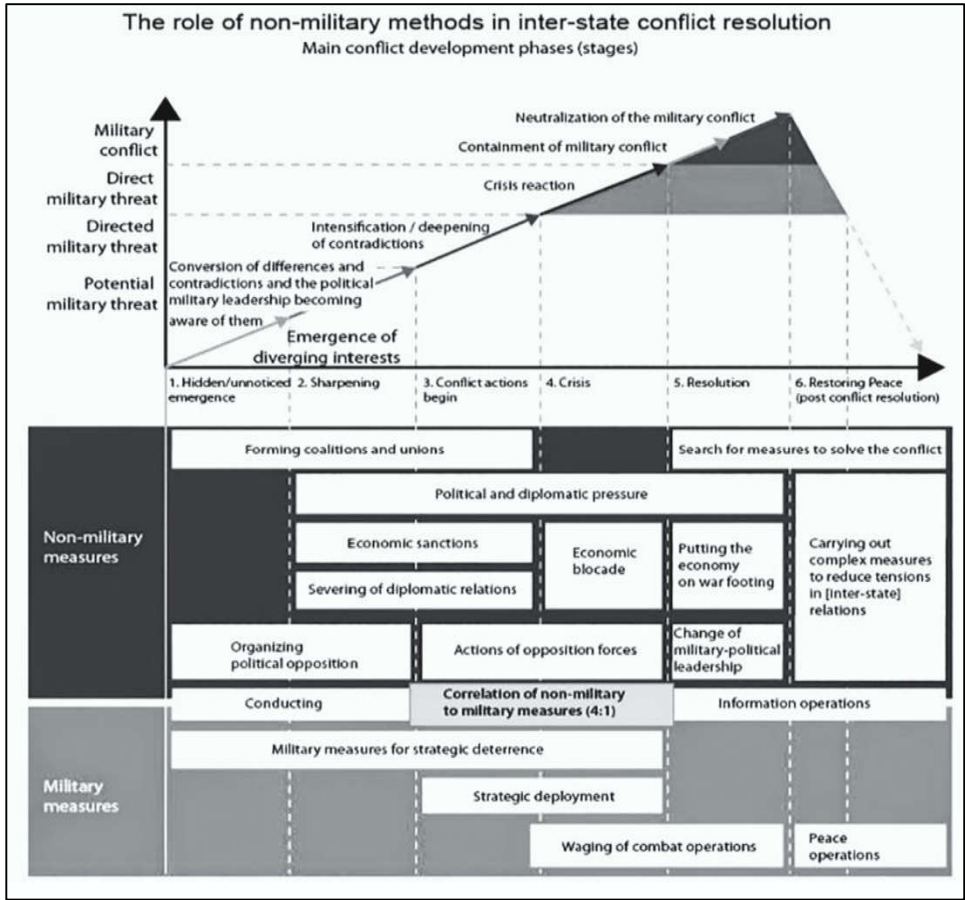 The role of non-military methods in inter-state conflict resolution
Main conflict development phases (stages)
Military
conflict
Direct
military threat
Directed
military threat
Potential
military threat
Neutralization of the military conflict
Containment of military conflict
Crisis reaction
Intensification / deepening
of contradictions
Conversion of differences and
contradictions and the political
military leadership becoming
aware of them
Emergence of
diverging interests
1. Hidden/unnoticed
emergence
2. Sharpening
3. Conflict actions
begin
4. Crisis
5. Resolution
6. Restoring Peace
(post conflict resolution)
Non-military
measures
Forming coalitions and unions
Search for measures to solve the conflict
Political and diplomatic pressure
Economic sanctions
Severing of diplomatic relations
Economic
blocade
Putting the
economy
on war footing
Carrying out
complex measures
to reduce tensions
in [inter-state]
relations
Organizing
political opposition
Actions of opposition forces
Change of
military-political
leadership
Conducting
Correlation of non-military
to military measures (4:1)
Information operations
Military
measures
Military measures for strategic deterrence
Strategic deployment
Waging of combat operations
Peace
operations